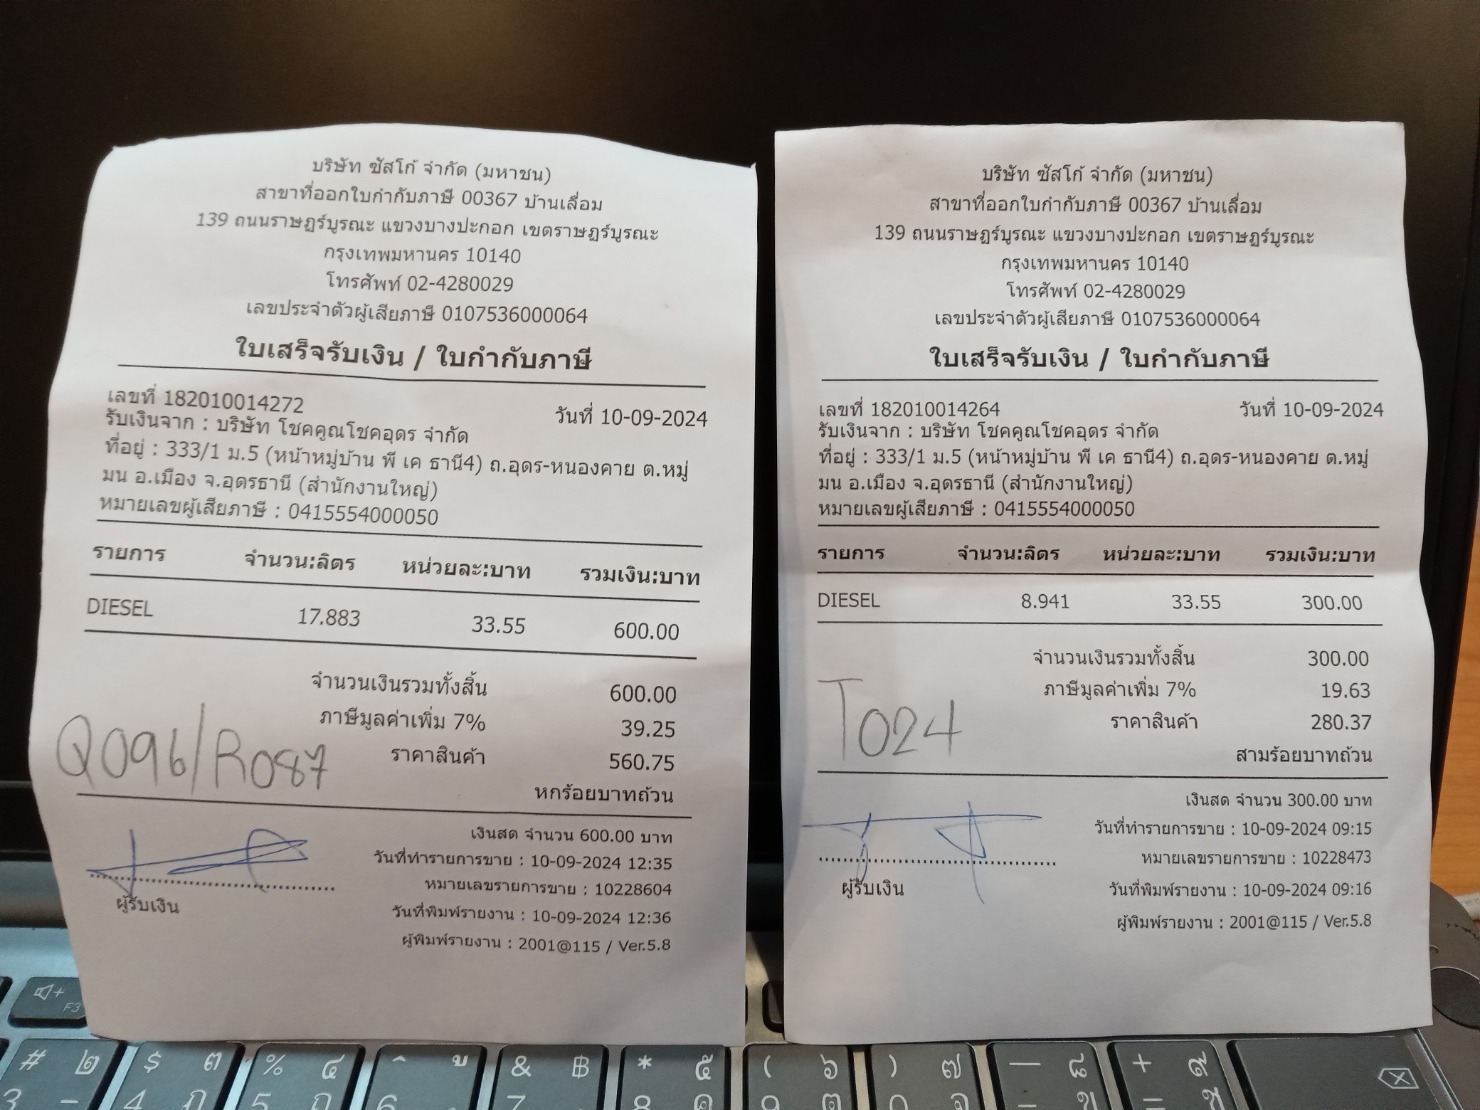 บริษัท ซัสโก้ จำกัด (มหาชน)
สาขาที่ออกใบกำกับภาษี 00367 บ้านเลื่อม
139 ถนนราษฎร์บูรณะ แขวงบางปะกอก เขตราษฎร์บูรณะ
กรุงเทพมหานคร 10140
โทรศัพท์ 02-4280029
เลขประจำตัวผู้เสียภาษี 0107536000064
ใบเสร็จรับเงิน / ใบกำกับภาษี
เลขที่ 182010014272 วันที่ 10-09-2024
รับเงินจาก : บริษัท โชคคูณโชคอุดร จำกัด
ที่อยู่ : 333/1 ม.5 (หน้าหมู่บ้าน พี เค ธานี4) ถ.อุดร-หนองคาย ต.หมู่
มน อ.เมือง จ.อุดรธานี (สำนักงานใหญ่)
หมายเลขผู้เสียภาษี : 0415554000050
รายการ จำนวน:ลิตร หน่วยละ:บาท รวมเงิน:บาท
DIESEL 17.883 33.55 600.00
จำนวนเงินรวมทั้งสิ้น 600.00
ภาษีมูลค่าเพิ่ม 7% 39.25
ราคาสินค้า 560.75
Q096/R087
หกร้อยบาทถ้วน
เงินสด จำนวน 600.00 บาท
วันที่ทำรายการขาย : 10-09-2024 12:35
หมายเลขรายการขาย : 10228604
ผู้รับเงิน
วันที่พิมพ์รายงาน : 10-09-2024 12:36
ผู้พิมพ์รายงาน : 2001@115 / Ver.5.8
บริษัท ซัสโก้ จำกัด (มหาชน)
สาขาที่ออกใบกำกับภาษี 00367 บ้านเลื่อม
139 ถนนราษฎร์บูรณะ แขวงบางปะกอก เขตราษฎร์บูรณะ
กรุงเทพมหานคร 10140
โทรศัพท์ 02-4280029
เลขประจำตัวผู้เสียภาษี 0107536000064
ใบเสร็จรับเงิน / ใบกำกับภาษี
เลขที่ 182010014264 วันที่ 10-09-2024
รับเงินจาก : บริษัท โชคคูณโชคอุดร จำกัด
ที่อยู่ : 333/1 ม.5 (หน้าหมู่บ้าน พี เค ธานี4) ถ.อุดร-หนองคาย ต.หมู่
มน อ.เมือง จ.อุดรธานี (สำนักงานใหญ่)
หมายเลขผู้เสียภาษี : 0415554000050
รายการ จำนวน:ลิตร หน่วยละ:บาท รวมเงิน:บาท
DIESEL 8.941 33.55 300.00
จำนวนเงินรวมทั้งสิ้น 300.00
ภาษีมูลค่าเพิ่ม 7% 19.63
ราคาสินค้า 280.37
T024
สามร้อยบาทถ้วน
เงินสด จำนวน 300.00 บาท
วันที่ทำรายการขาย : 10-09-2024 09:15
หมายเลขรายการขาย : 10228473
ผู้รับเงิน
วันที่พิมพ์รายงาน : 10-09-2024 09:16
ผู้พิมพ์รายงาน : 2001@115 / Ver.5.8
F3
# ๒ $ ๓ % ๔ ^ ู & ฿ * ๕ ( ๖ ) ๗ — ๘ + ๙